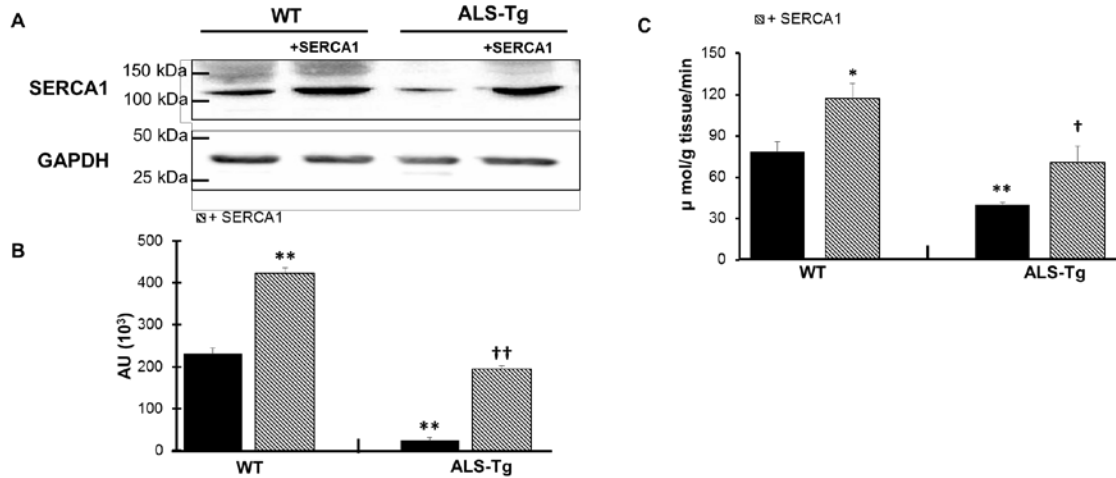 A
WT
ALS-Tg
+SERCA1
+SERCA1
SERCA1
150 kDa
100 kDa
GAPDH
50 kDa
25 kDa
+ SERCA1
B
AU (10³)
500
400
300
200
100
0
**
**
††
WT
ALS-Tg
C
+ SERCA1
μ mol/g tissue/min
150
120
90
60
30
0
*
**
†
WT
ALS-Tg